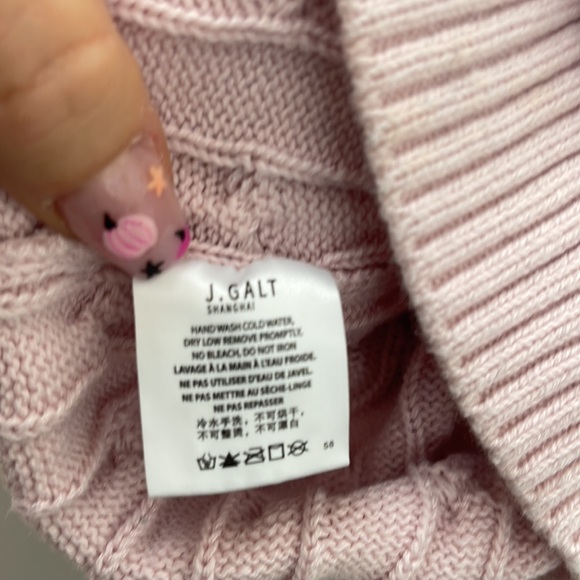 J.GALT
SHANGHAI
HAND WASH COLD WATER,
DRY LOW REMOVE PROMPTLY,
NO BLEACH, DO NOT IRON
LAVAGE À LA MAIN À L'EAU FROIDE.
NE PAS UTILISER D'EAU DE JAVEL.
NE PAS METTRE AU SÈCHE-LINGE
NE PAS REPASSER
冷水手洗，不可烘干，
不可整烫，不可漂白
58